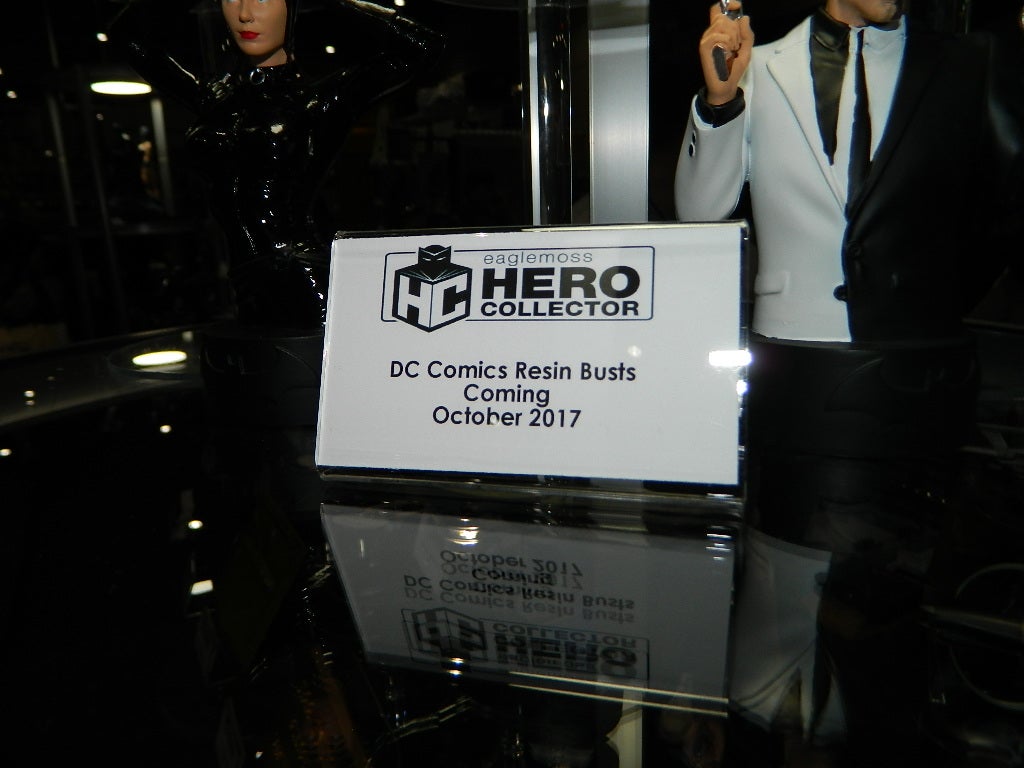 eaglemoss
HC HERO
COLLECTOR
DC Comics Resin Busts
Coming
October 2017